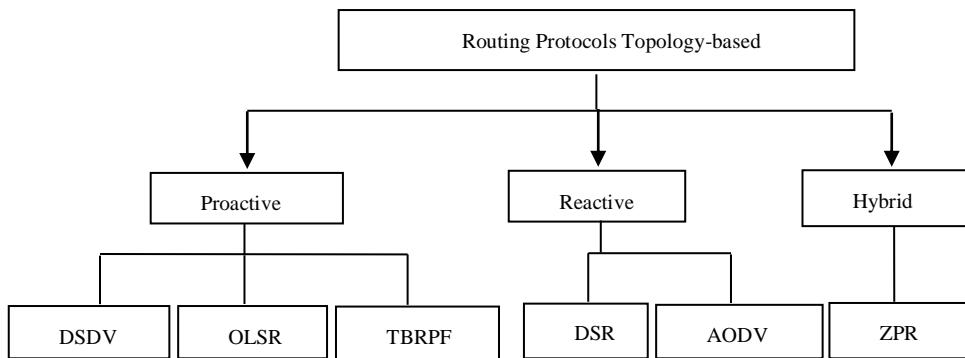 Routing Protocols Topology-based
Proactive
Reactive
Hybrid
DSDV
OLSR
TBRPF
DSR
AODV
ZPR